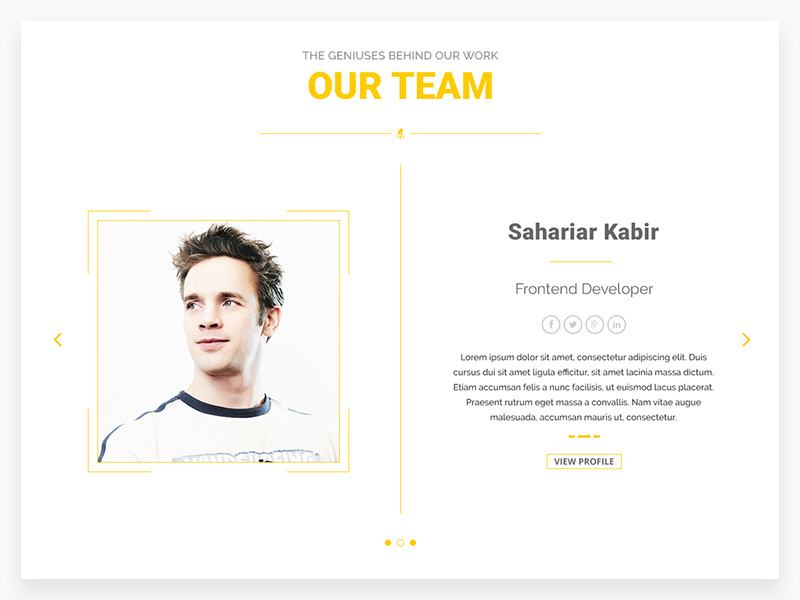 THE GENIUSES BEHIND OUR WORK
OUR TEAM
Sahariar Kabir
Frontend Developer
Lorem ipsum dolor sit amet, consectetur adipiscing elit. Duis
cursus dui sit amet ligula efficitur, sit amet lacinia massa dictum.
Etiam accumsan felis a nunc facilisis, ut euismod lacus placerat.
Praesent rutrum eget massa a convallis. Nam vitae augue
malesuada, accumsan mauris ut, consectetur.
VIEW PROFILE